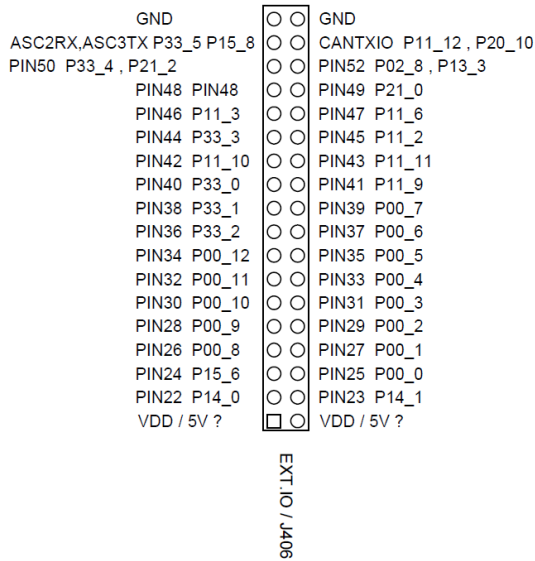 GND GND
ASC2RX,ASC3TX P33_5 P15_8 CANTXIO P11_12 , P20_10
PIN50 P33_4 , P21_2 PIN52 P02_8 , P13_3
PIN48 PIN48 PIN49 P21_0
PIN46 P11_3 PIN47 P11_6
PIN44 P33_3 PIN45 P11_2
PIN42 P11_10 PIN43 P11_11
PIN40 P33_0 PIN41 P11_9
PIN38 P33_1 PIN39 P00_7
PIN36 P33_2 PIN37 P00_6
PIN34 P00_12 PIN35 P00_5
PIN32 P00_11 PIN33 P00_4
PIN30 P00_10 PIN31 P00_3
PIN28 P00_9 PIN29 P00_2
PIN26 P00_8 PIN27 P00_1
PIN24 P15_6 PIN25 P00_0
PIN22 P14_0 PIN23 P14_1
VDD / 5V ? VDD / 5V ?
EXT.IO / J406